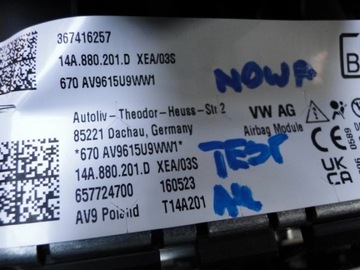 367416257
14A.880.201.D XEA/03S
670 AV9615U9WW1
NOWA
B
Autoliv-Theodor-Heuss-Str 2
85221 Dachau, Germany
VW AG
Airbag Module
*670 AV9615U9WW1*
14A.880.201.D XEA/03S
TEST
657724700 160523
AV9 Poland T14A201
CE
UK
CA